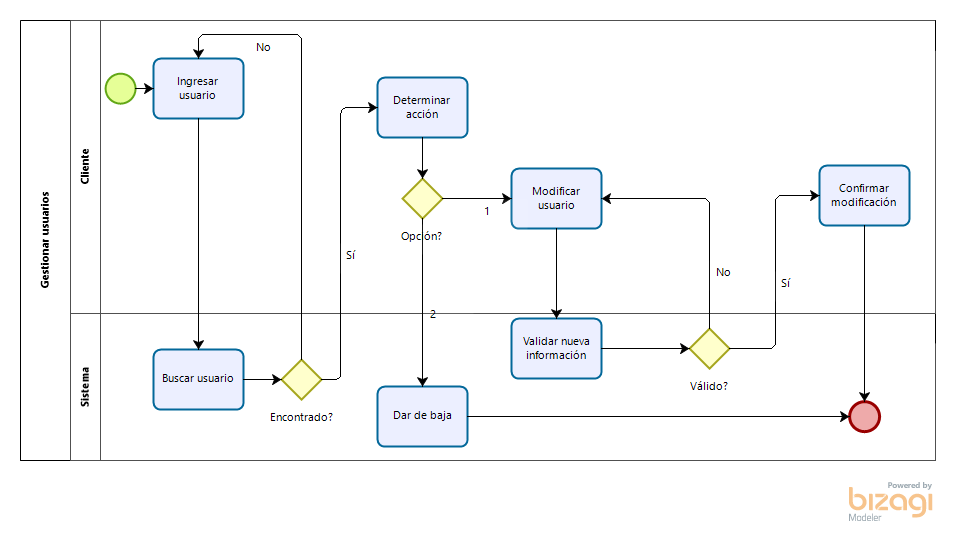 Gestionar usuarios
Cliente
No
Ingresar
usuario
Determinar
acción
Opción?
1
Modificar
usuario
Confirmar
modificación
Sí
No
Sí
2
Sistema
Buscar usuario
Encontrado?
Validar nueva
información
Válido?
Dar de baja
Powered by
bizagi
Modeler